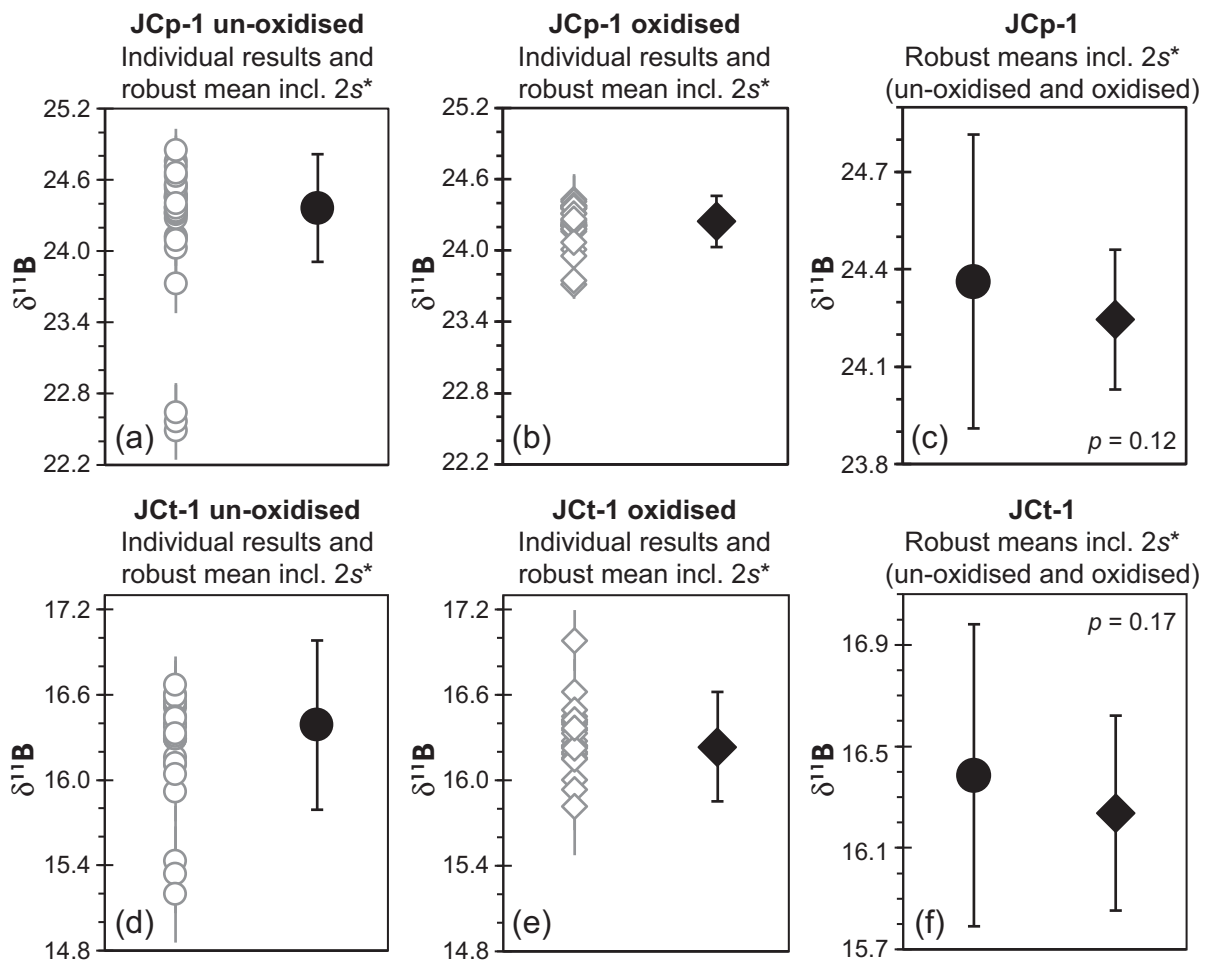 JCp-1 un-oxidised
Individual results and
robust mean incl. 2s*
δ¹¹B
25.2
24.6
24.0
23.4
22.8
22.2
(a)
JCp-1 oxidised
Individual results and
robust mean incl. 2s*
δ¹¹B
25.2
24.6
24.0
23.4
22.8
22.2
(b)
JCp-1
Robust means incl. 2s*
(un-oxidised and oxidised)
δ¹¹B
24.7
24.4
24.1
23.8
(c)
p = 0.12
JCt-1 un-oxidised
Individual results and
robust mean incl. 2s*
δ¹¹B
17.2
16.6
16.0
15.4
14.8
(d)
JCt-1 oxidised
Individual results and
robust mean incl. 2s*
δ¹¹B
17.2
16.6
16.0
15.4
14.8
(e)
JCt-1
Robust means incl. 2s*
(un-oxidised and oxidised)
p = 0.17
δ¹¹B
16.9
16.5
16.1
15.7
(f)